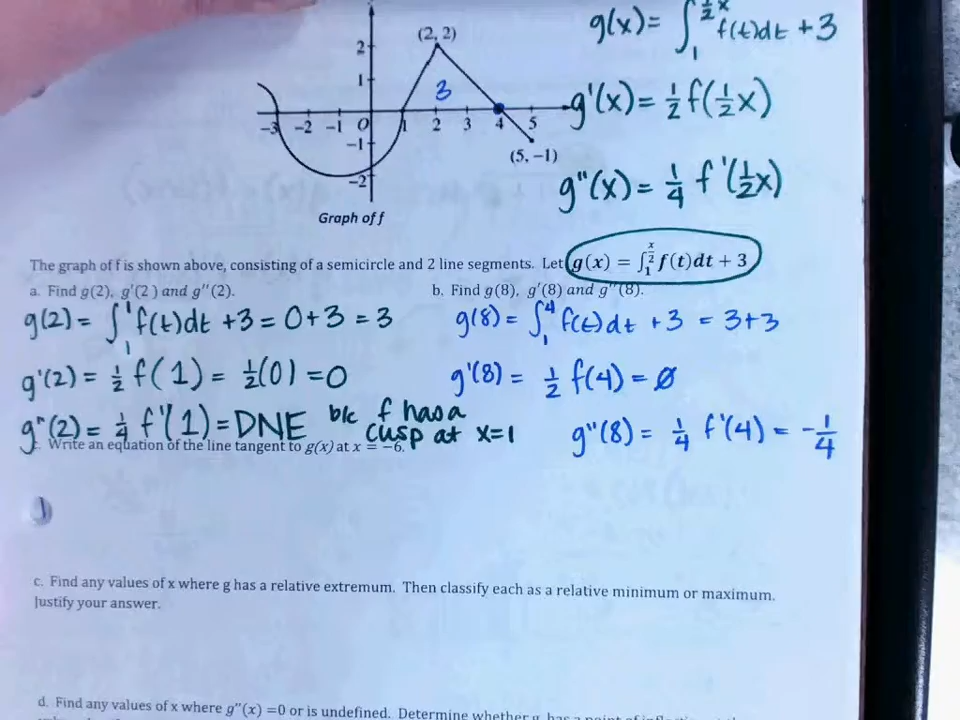 g(x) = ∫₁^{½x} f(t)dt + 3
(2, 2)
2
1
3
g'(x) = ½ f(½x)
-3 -2 -1 0 1 2 3 4 5
-1
(5, -1)
-2
g"(x) = ¼ f'(½x)
Graph of f
The graph of f is shown above, consisting of a semicircle and 2 line segments. Let g(x) = ∫₁^{x/2} f(t)dt + 3
a. Find g(2), g'(2) and g''(2).
b. Find g(8), g'(8) and g''(8).
g(2) = ∫₁¹ f(t)dt + 3 = 0+3 = 3
g(8) = ∫₁⁴ f(t)dt + 3 = 3+3
g'(2) = ½ f(1) = ½(0) = 0
g'(8) = ½ f(4) = 0
g"(2) = ¼ f'(1) = DNE b/c f has a cusp at x=1
g"(8) = ¼ f'(4) = -¼
Write an equation of the line tangent to g(x) at x = -6.
c. Find any values of x where g has a relative extremum. Then classify each as a relative minimum or maximum.
Justify your answer.
d. Find any values of x where g''(x) =0 or is undefined. Determine whether g has a point of